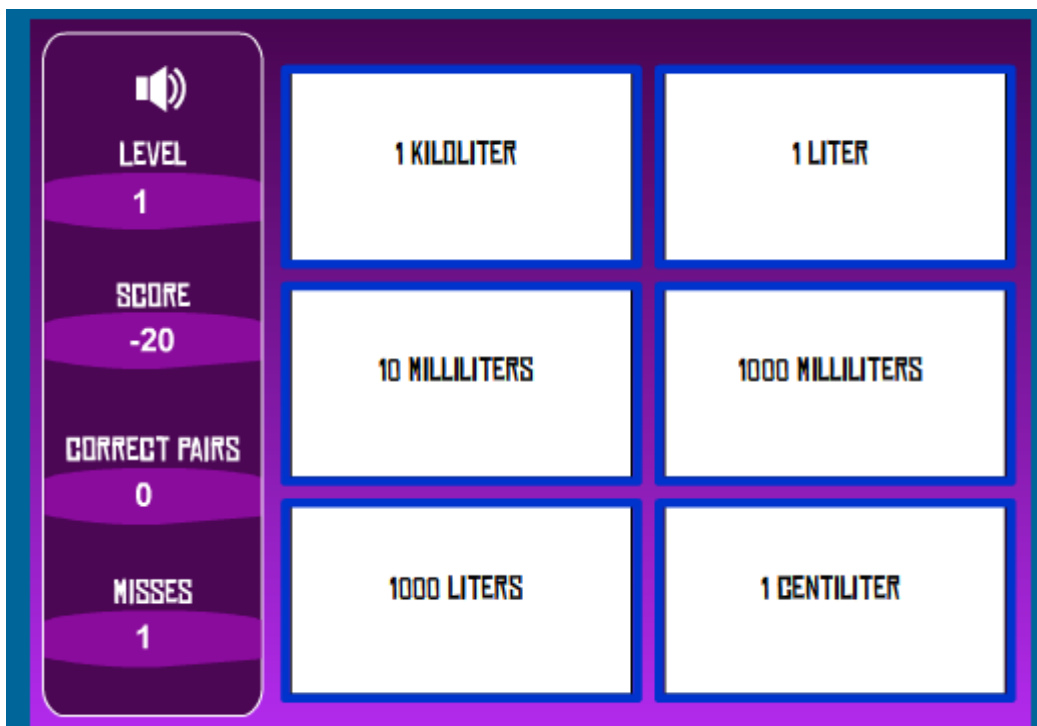 LEVEL
1
SCORE
-20
CORRECT PAIRS
0
MISSES
1
1 KILOLITER
1 LITER
10 MILLILITERS
1000 MILLILITERS
1000 LITERS
1 CENTILITER